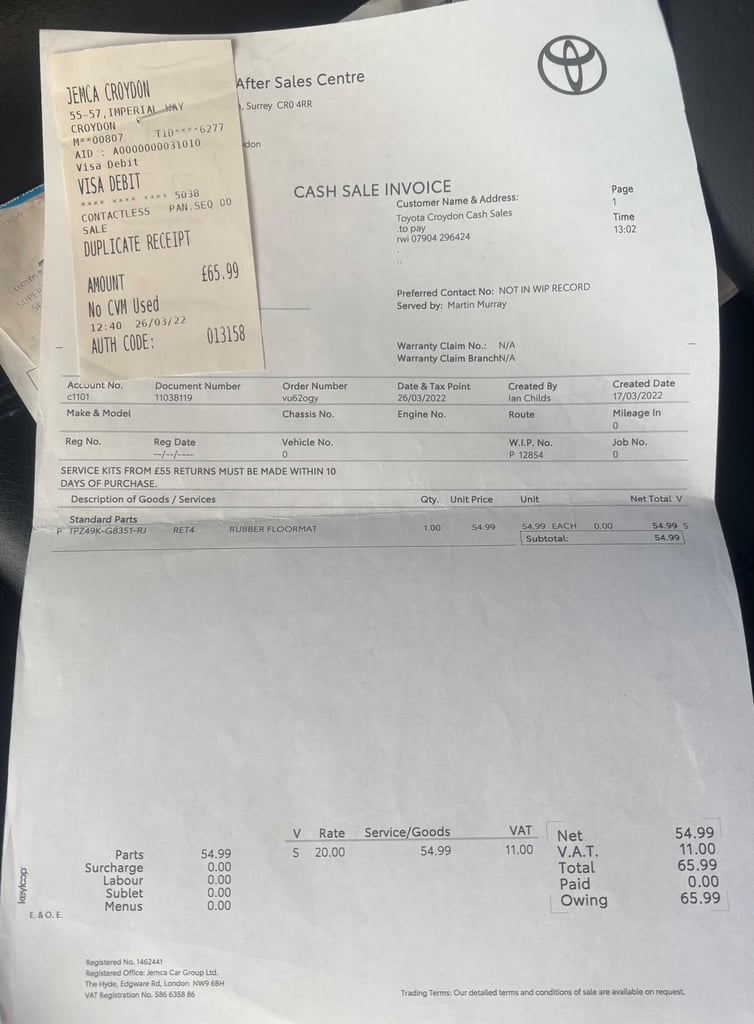 JEMCA CROYDON
55-57, IMPERIAL WAY
CROYDON
M**00807 TID****6277
AID : A0000000031010
Visa Debit
VISA DEBIT
**** **** **** 5038
CONTACTLESS PAN.SEQ 00
SALE
DUPLICATE RECEIPT
AMOUNT £65.99
No CVM Used
12:40 26/03/22
AUTH CODE: 013158
After Sales Centre
, Surrey CR0 4RR
don
CASH SALE INVOICE
Customer Name & Address:
Toyota Croydon Cash Sales
.to pay
rwi 07904 296424
.
..
Page
1
Time
13:02
Preferred Contact No: NOT IN WIP RECORD
Served by: Martin Murray
Warranty Claim No.: N/A
Warranty Claim BranchN/A
Account No. Document Number Order Number Date & Tax Point Created By Created Date
c1101 11038119 vu62ogy 26/03/2022 Ian Childs 17/03/2022
Make & Model Chassis No. Engine No. Route Mileage In
0
Reg No. Reg Date Vehicle No. W.I.P. No. Job No.
--/--/---- 0 P 12854 0
SERVICE KITS FROM £55 RETURNS MUST BE MADE WITHIN 10
DAYS OF PURCHASE.
Description of Goods / Services Qty. Unit Price Unit Net Total V
Standard Parts
P TPZ49K-G8351-RJ RET4 RUBBER FLOORMAT 1.00 54.99 54.99 EACH 0.00 54.99 S
Subtotal: 54.99
Parts 54.99
Surcharge 0.00
Labour 0.00
Sublet 0.00
Menus 0.00
V Rate Service/Goods VAT
S 20.00 54.99 11.00
Net 54.99
V.A.T. 11.00
Total 65.99
Paid 0.00
Owing 65.99
keyloop
E. & O. E.
Registered No. 1462441
Registered Office: Jemca Car Group Ltd.
The Hyde, Edgware Rd, London NW9 6BH
VAT Registration No. 586 6358 86
Trading Terms: Our detailed terms and conditions of sale are available on request.